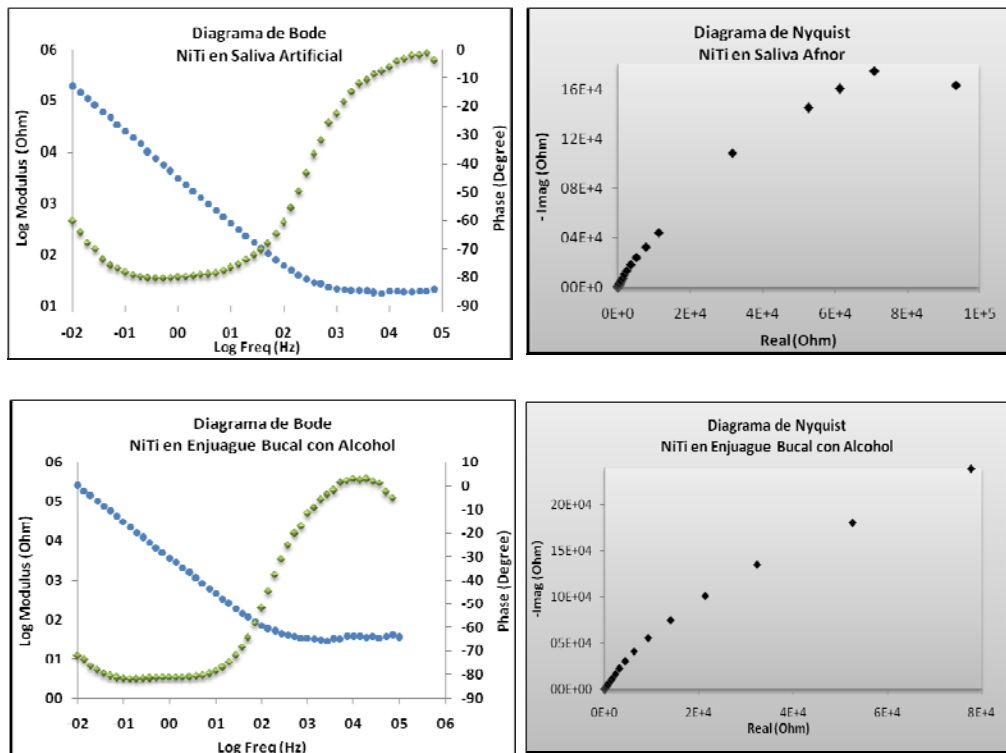 Diagrama de Bode
NiTi en Saliva Artificial
06
05
04
03
02
01
Log Modulus (Ohm)
0
-10
-20
-30
-40
-50
-60
-70
-80
-90
Phase (Degree)
-02
-01
00
01
02
03
04
05
Log Freq (Hz)
Diagrama de Nyquist
NiTi en Saliva Afnor
16E+4
12E+4
08E+4
04E+4
00E+4
- Imag (Ohm)
0E+0
2E+4
4E+4
6E+4
8E+4
1E+5
Real (Ohm)
Diagrama de Bode
NiTi en Enjuague Bucal con Alcohol
06
05
04
03
02
01
00
Log Modulus (Ohm)
10
0
-10
-20
-30
-40
-50
-60
-70
-80
-90
Phase (Degree)
-02
01
00
01
02
03
04
05
06
Log Freq (Hz)
Diagrama de Nyquist
NiTi en Enjuague Bucal con Alcohol
20E+04
15E+04
10E+04
05E+04
00E+04
-Imag (Ohm)
0E+0
2E+4
4E+4
6E+4
8E+4
Real (Ohm)